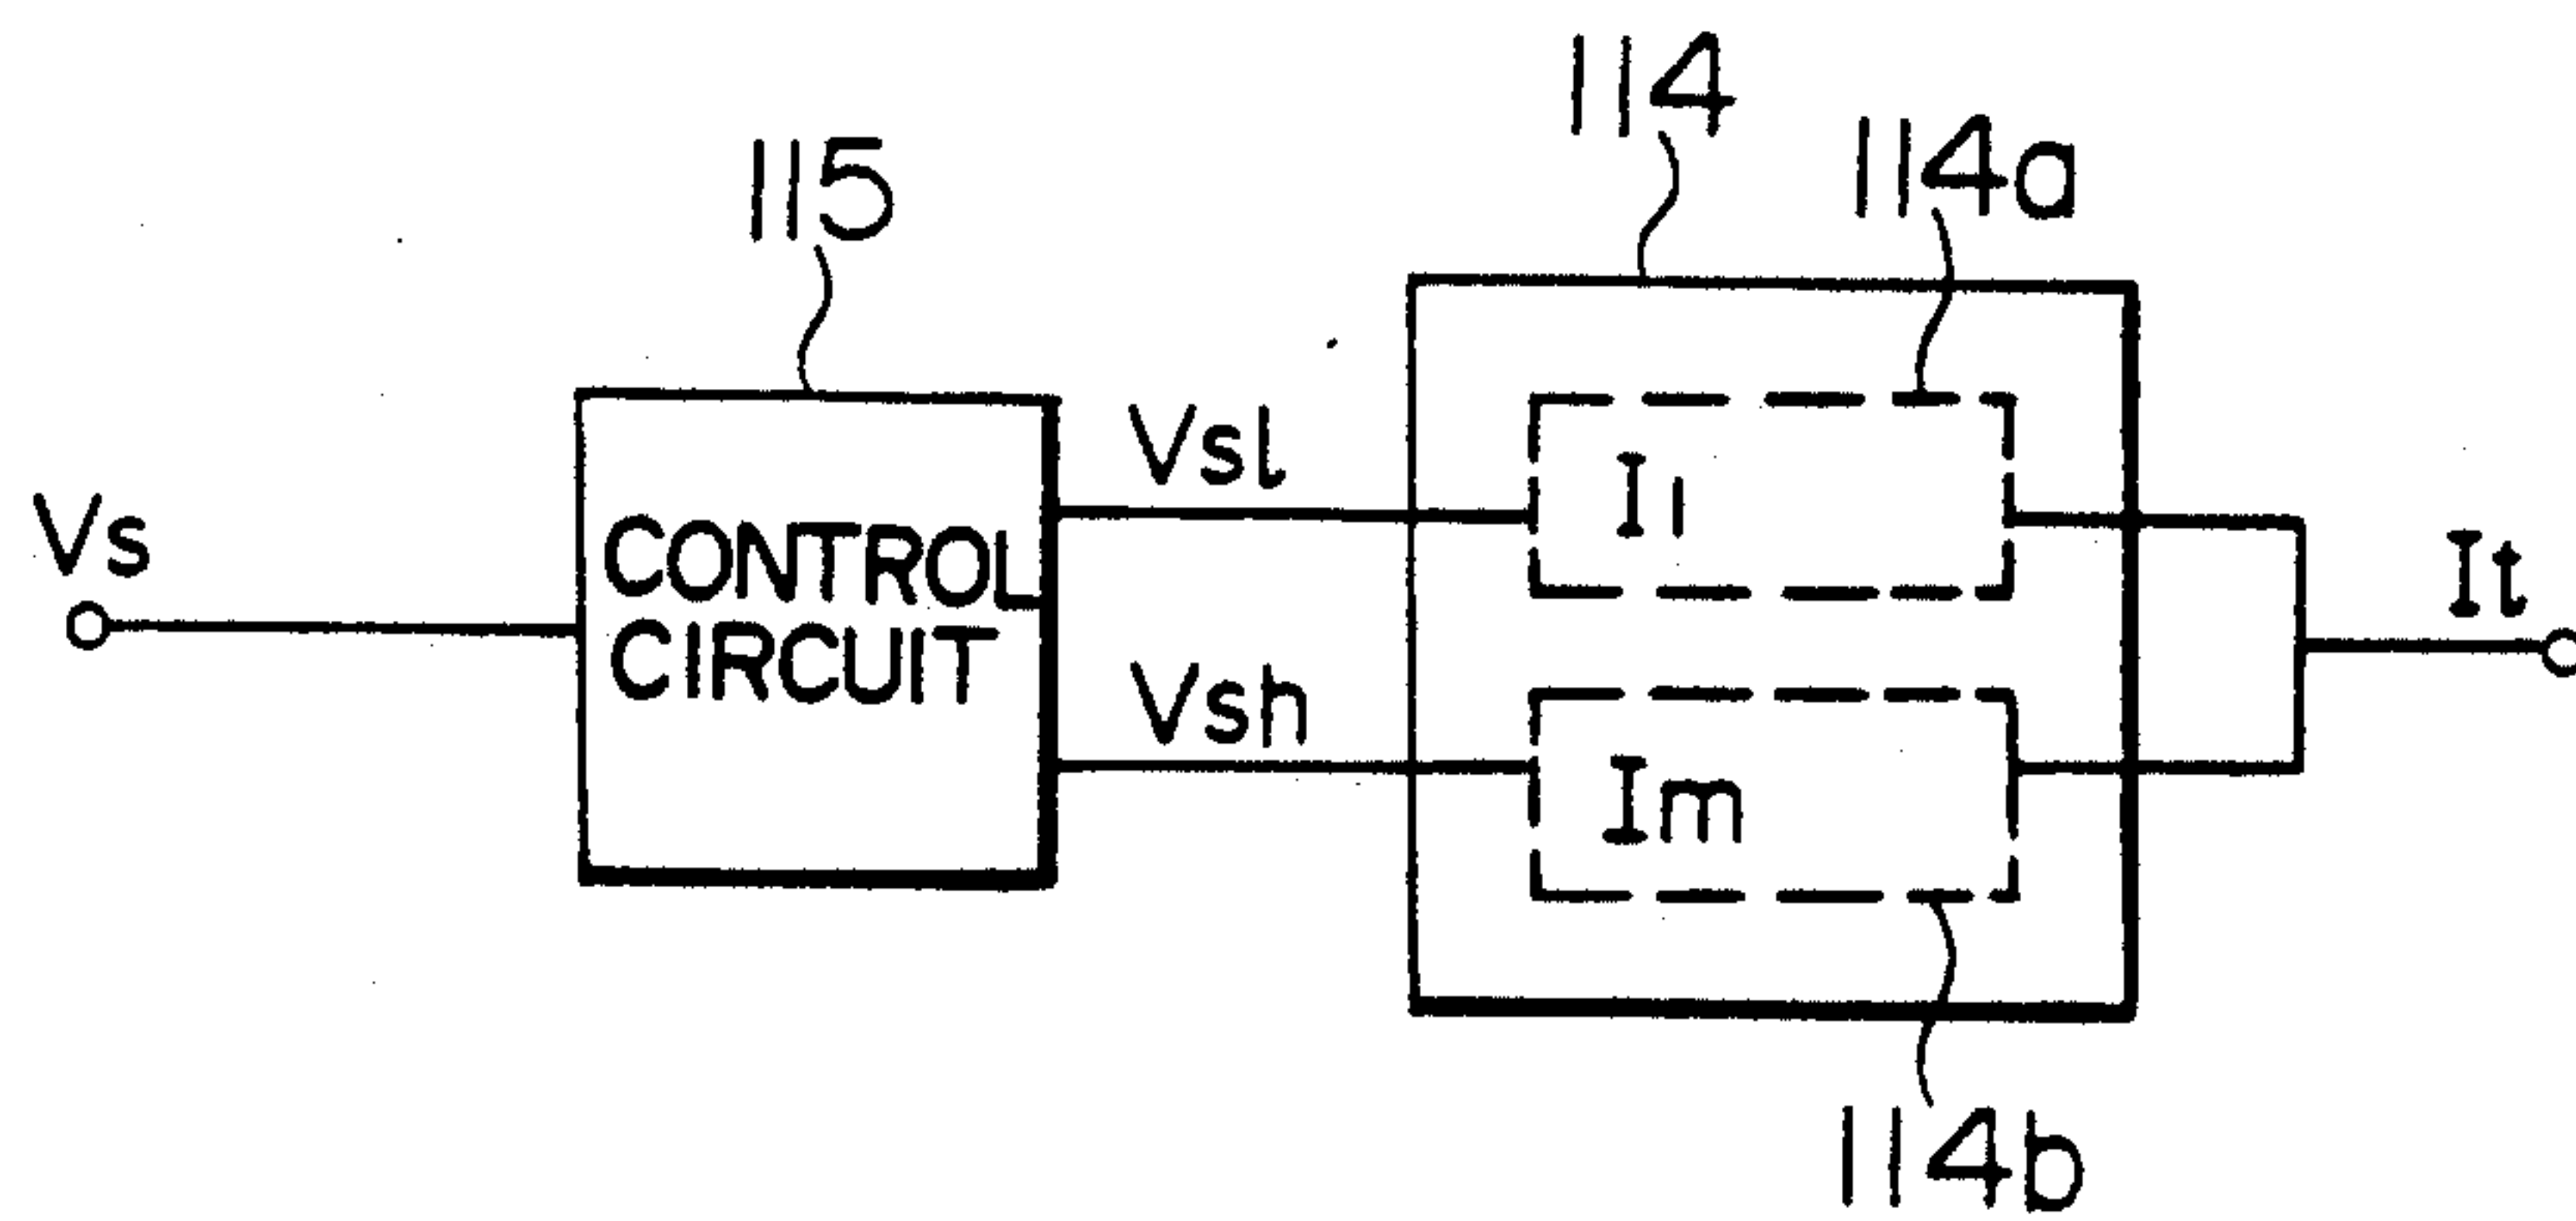 114
114a
115
Vsl
Vs
CONTROL
CIRCUIT
I1
It
Vsh
Im
114b